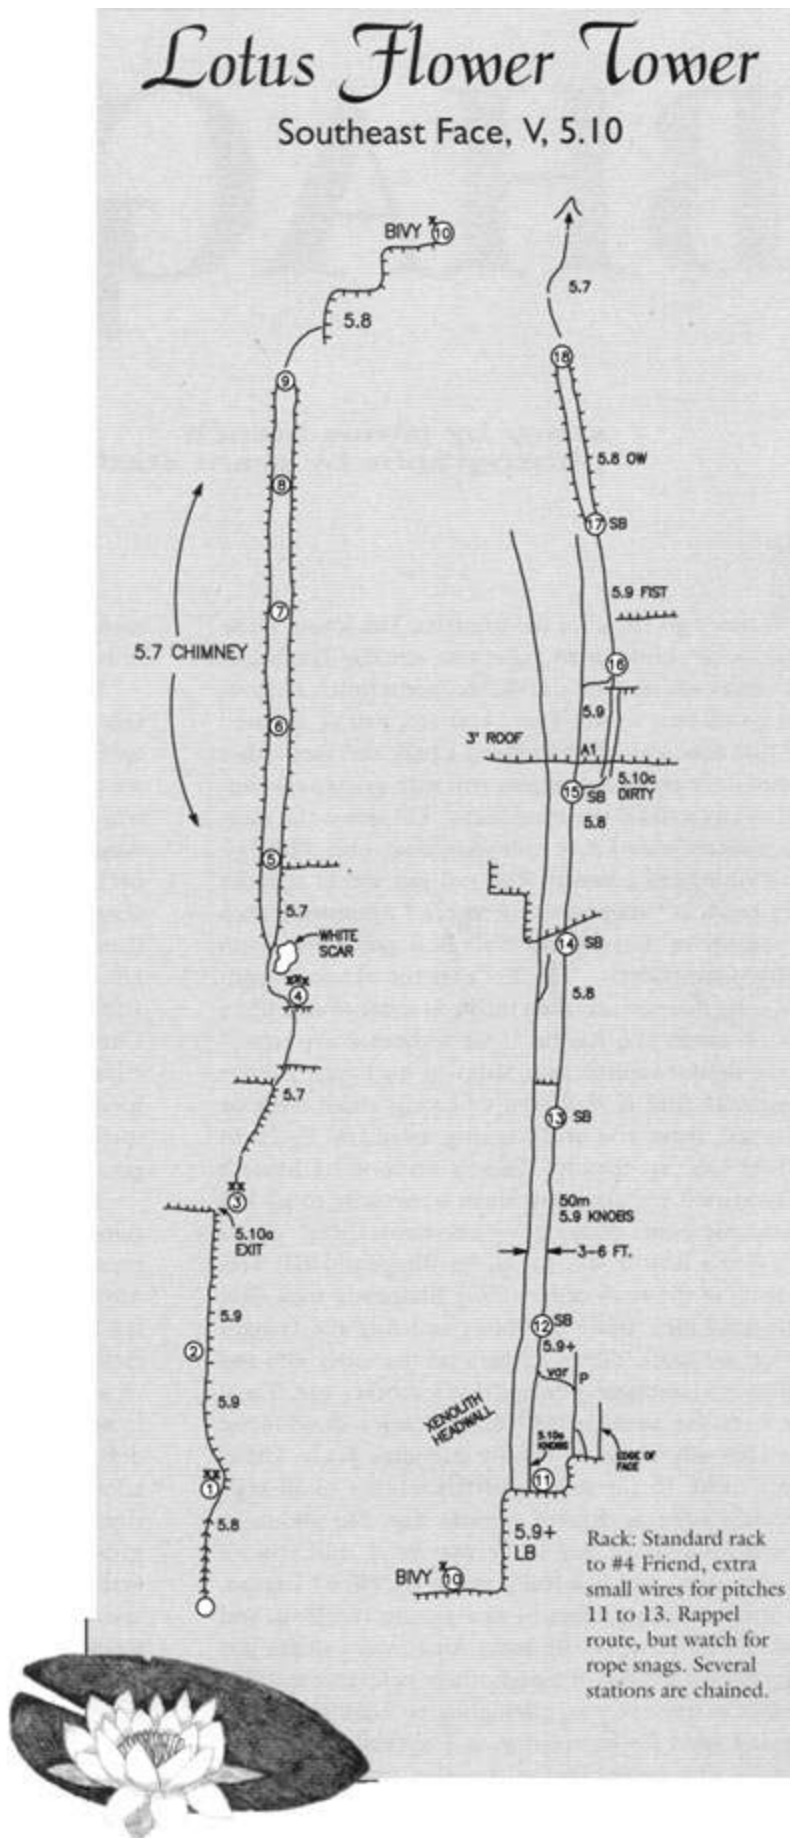 Lotus Flower Tower
Southeast Face, V, 5.10
x
BIVY 10
5.8
9
8
7
5.7 CHIMNEY
6
5
5.7
WHITE
SCAR
xxx
4
5.7
xx
3
5.10a
EXIT
5.9
2
5.9
xx
1
5.8
5.7
18
5.8 OW
17 SB
5.9 FIST
16
5.9
3' ROOF
A1
5.10c
DIRTY
15 SB
5.8
14 SB
5.8
13 SB
50m
5.9 KNOBS
3-6 FT.
12 SB
5.9+
var
P
XENOLITH
HEADWALL
5.10a
KNOBS
EDGE OF
FACE
11
5.9+
LB
x
BIVY 10
Rack: Standard rack
to #4 Friend, extra
small wires for pitches
11 to 13. Rappel
route, but watch for
rope snags. Several
stations are chained.